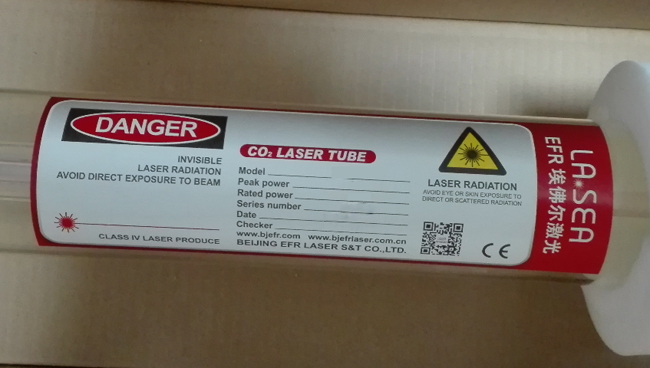 DANGER
INVISIBLE
LASER RADIATION
AVOID DIRECT EXPOSURE TO BEAM
CLASS IV LASER PRODUCE
CO₂ LASER TUBE
Model
Peak power
Rated power
Series number
Date
Checker
www.bjefr.com www.bjefrlaser.com.cn
BEIJING EFR LASER S&T CO.,LTD.
LASER RADIATION
AVOID EYE OR SKIN EXPOSURE TO
DIRECT OR SCATTERED RADIATION
CE
LA·SEA
EFR 埃佛尔激光